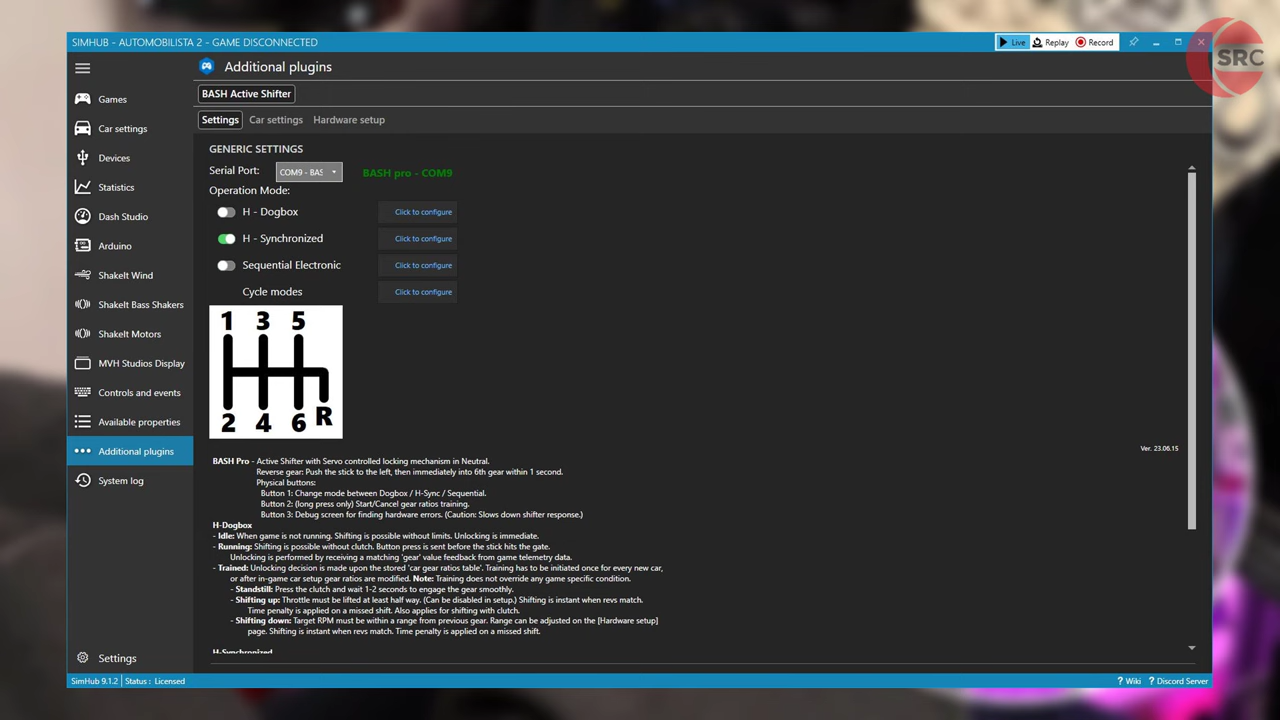 SIMHUB - AUTOMOBILISTA 2 - GAME DISCONNECTED
Live Replay Record
SRC
Additional plugins
BASH Active Shifter
Settings Car settings Hardware setup
Games
Car settings
Devices
Statistics
Dash Studio
Arduino
ShakeIt Wind
ShakeIt Bass Shakers
ShakeIt Motors
MVH Studios Display
Controls and events
Available properties
Additional plugins
System log
Settings
GENERIC SETTINGS
Serial Port: COM9 - BAS BASH pro - COM9
Operation Mode:
H - Dogbox Click to configure
H - Synchronized Click to configure
Sequential Electronic Click to configure
Cycle modes Click to configure
1 3 5
2 4 6 R
Ver. 23.06.15
BASH Pro - Active Shifter with Servo controlled locking mechanism in Neutral.
Reverse gear: Push the stick to the left, then immediately into 6th gear within 1 second.
Physical buttons:
Button 1: Change mode between Dogbox / H-Sync / Sequential.
Button 2: (long press only) Start/Cancel gear ratios training.
Button 3: Debug screen for finding hardware errors. (Caution: Slows down shifter response.)
H-Dogbox
- Idle: When game is not running. Shifting is possible without limits. Unlocking is immediate.
- Running: Shifting is possible without clutch. Button press is sent before the stick hits the gate.
Unlocking is performed by receiving a matching 'gear' value feedback from game telemetry data.
- Trained: Unlocking decision is made upon the stored 'car gear ratios table'. Training has to be initiated once for every new car,
or after in-game car setup gear ratios are modified. Note: Training does not override any game specific condition.
- Standstill: Press the clutch and wait 1-2 seconds to engage the gear smoothly.
- Shifting up: Throttle must be lifted at least half way. (Can be disabled in setup.) Shifting is instant when revs match.
Time penalty is applied on a missed shift. Also applies for shifting with clutch.
- Shifting down: Target RPM must be within a range from previous gear. Range can be adjusted on the [Hardware setup]
page. Shifting is instant when revs match. Time penalty is applied on a missed shift.
H-Synchronized
SimHub 9.1.2 Status : Licensed
? Wiki ? Discord Server